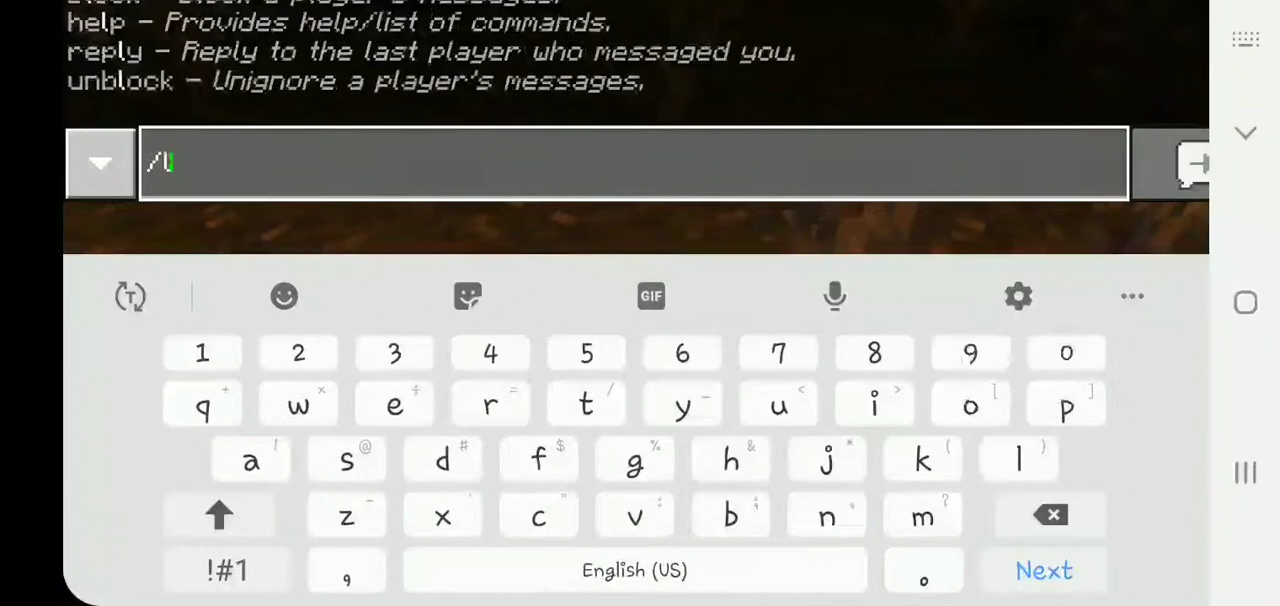 help – Provides help/list of commands.
reply – Reply to the last player who messaged you.
unblock – Unignore a player's messages.
/l
GIF
1 2 3 4 5 6 7 8 9 0
q w e r t y u i o p
a s d f g h j k l
z x c v b n m
!#1 , English (US) . Next